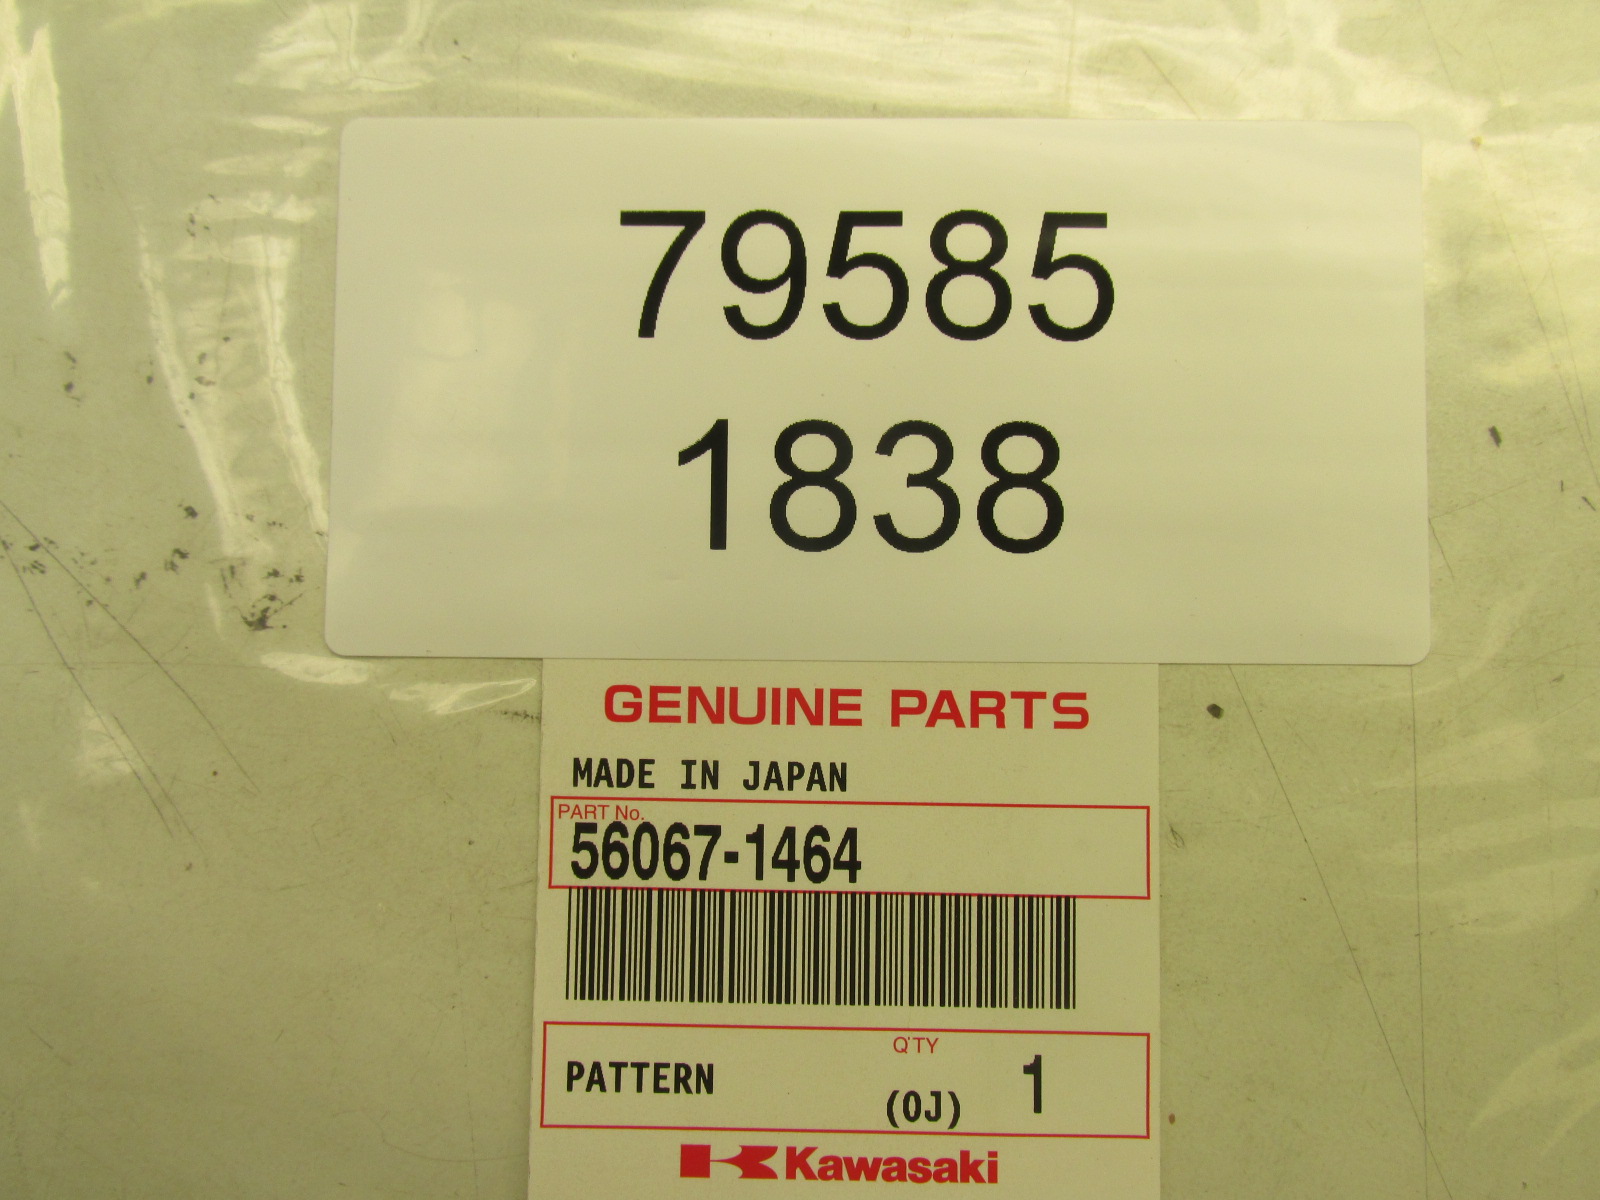 79585
1838
GENUINE PARTS
MADE IN JAPAN
PART No.
56067-1464
Q'TY
PATTERN (0J) 1
Kawasaki